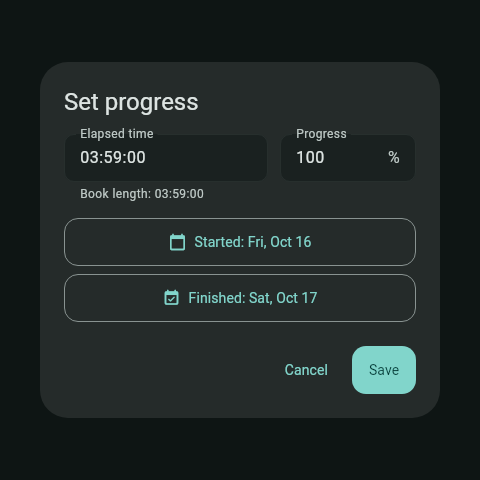 Set progress
Elapsed time
Progress
03:59:00
100 %
Book length: 03:59:00
Started: Fri, Oct 16
Finished: Sat, Oct 17
Cancel
Save